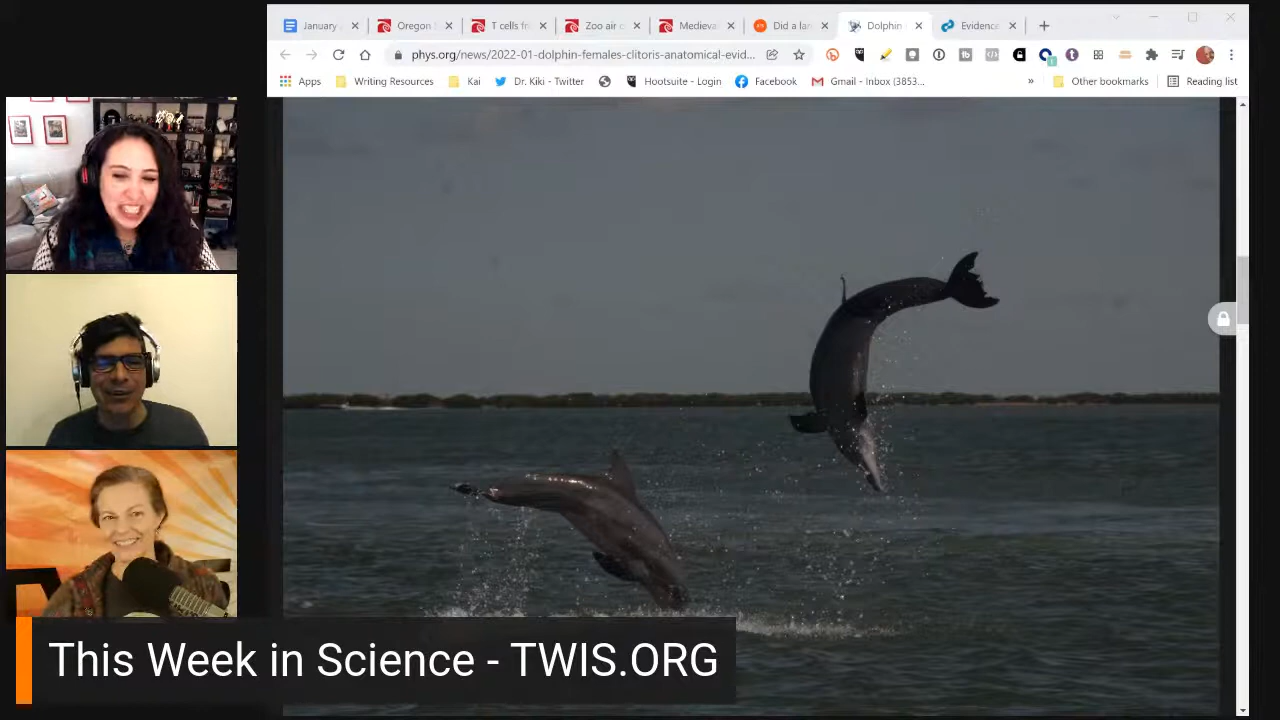 January
Oregon
T cells fr
Zoo air c
Medieva
Did a lan
Dolphin
Evidence
phys.org/news/2022-01-dolphin-females-clitoris-anatomical-evid...
Apps
Writing Resources
Kai
Dr. Kiki - Twitter
Hootsuite - Login
Facebook
Gmail - Inbox (3853...
»
Other bookmarks
Reading list
This Week in Science - TWIS.ORG